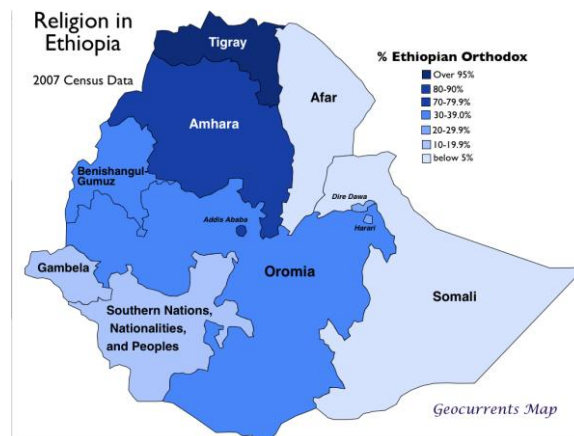 Religion in
Ethiopia
2007 Census Data
% Ethiopian Orthodox
Over 95%
80-90%
70-79.9%
30-39.0%
20-29.9%
10-19.9%
below 5%
Tigray
Afar
Amhara
Benishangul-
Gumuz
Dire Dawa
Addis Ababa
Harari
Gambela
Oromia
Somali
Southern Nations,
Nationalities,
and Peoples
Geocurrents Map